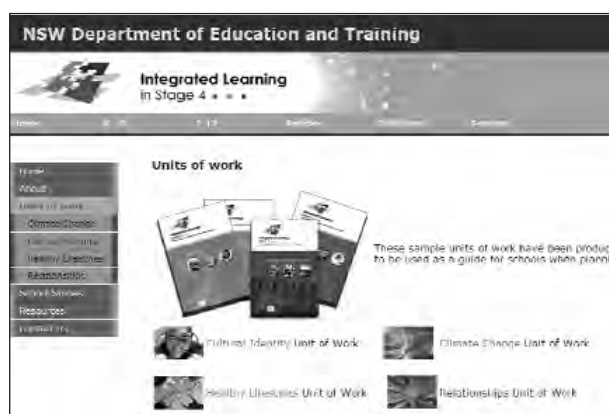 NSW Department of Education and Training
Integrated Learning
in Stage 4
Home
Units of work
Home
About
Units of work
Climate Change
Healthy Lifestyles
Relationships
School Stories
Resources
Contact Us
These sample units of work have been produc
to be used as a guide for schools when planni
Cultural Identity Unit of Work
Climate Change Unit of Work
Healthy Lifestyles Unit of Work
Relationships Unit of Work